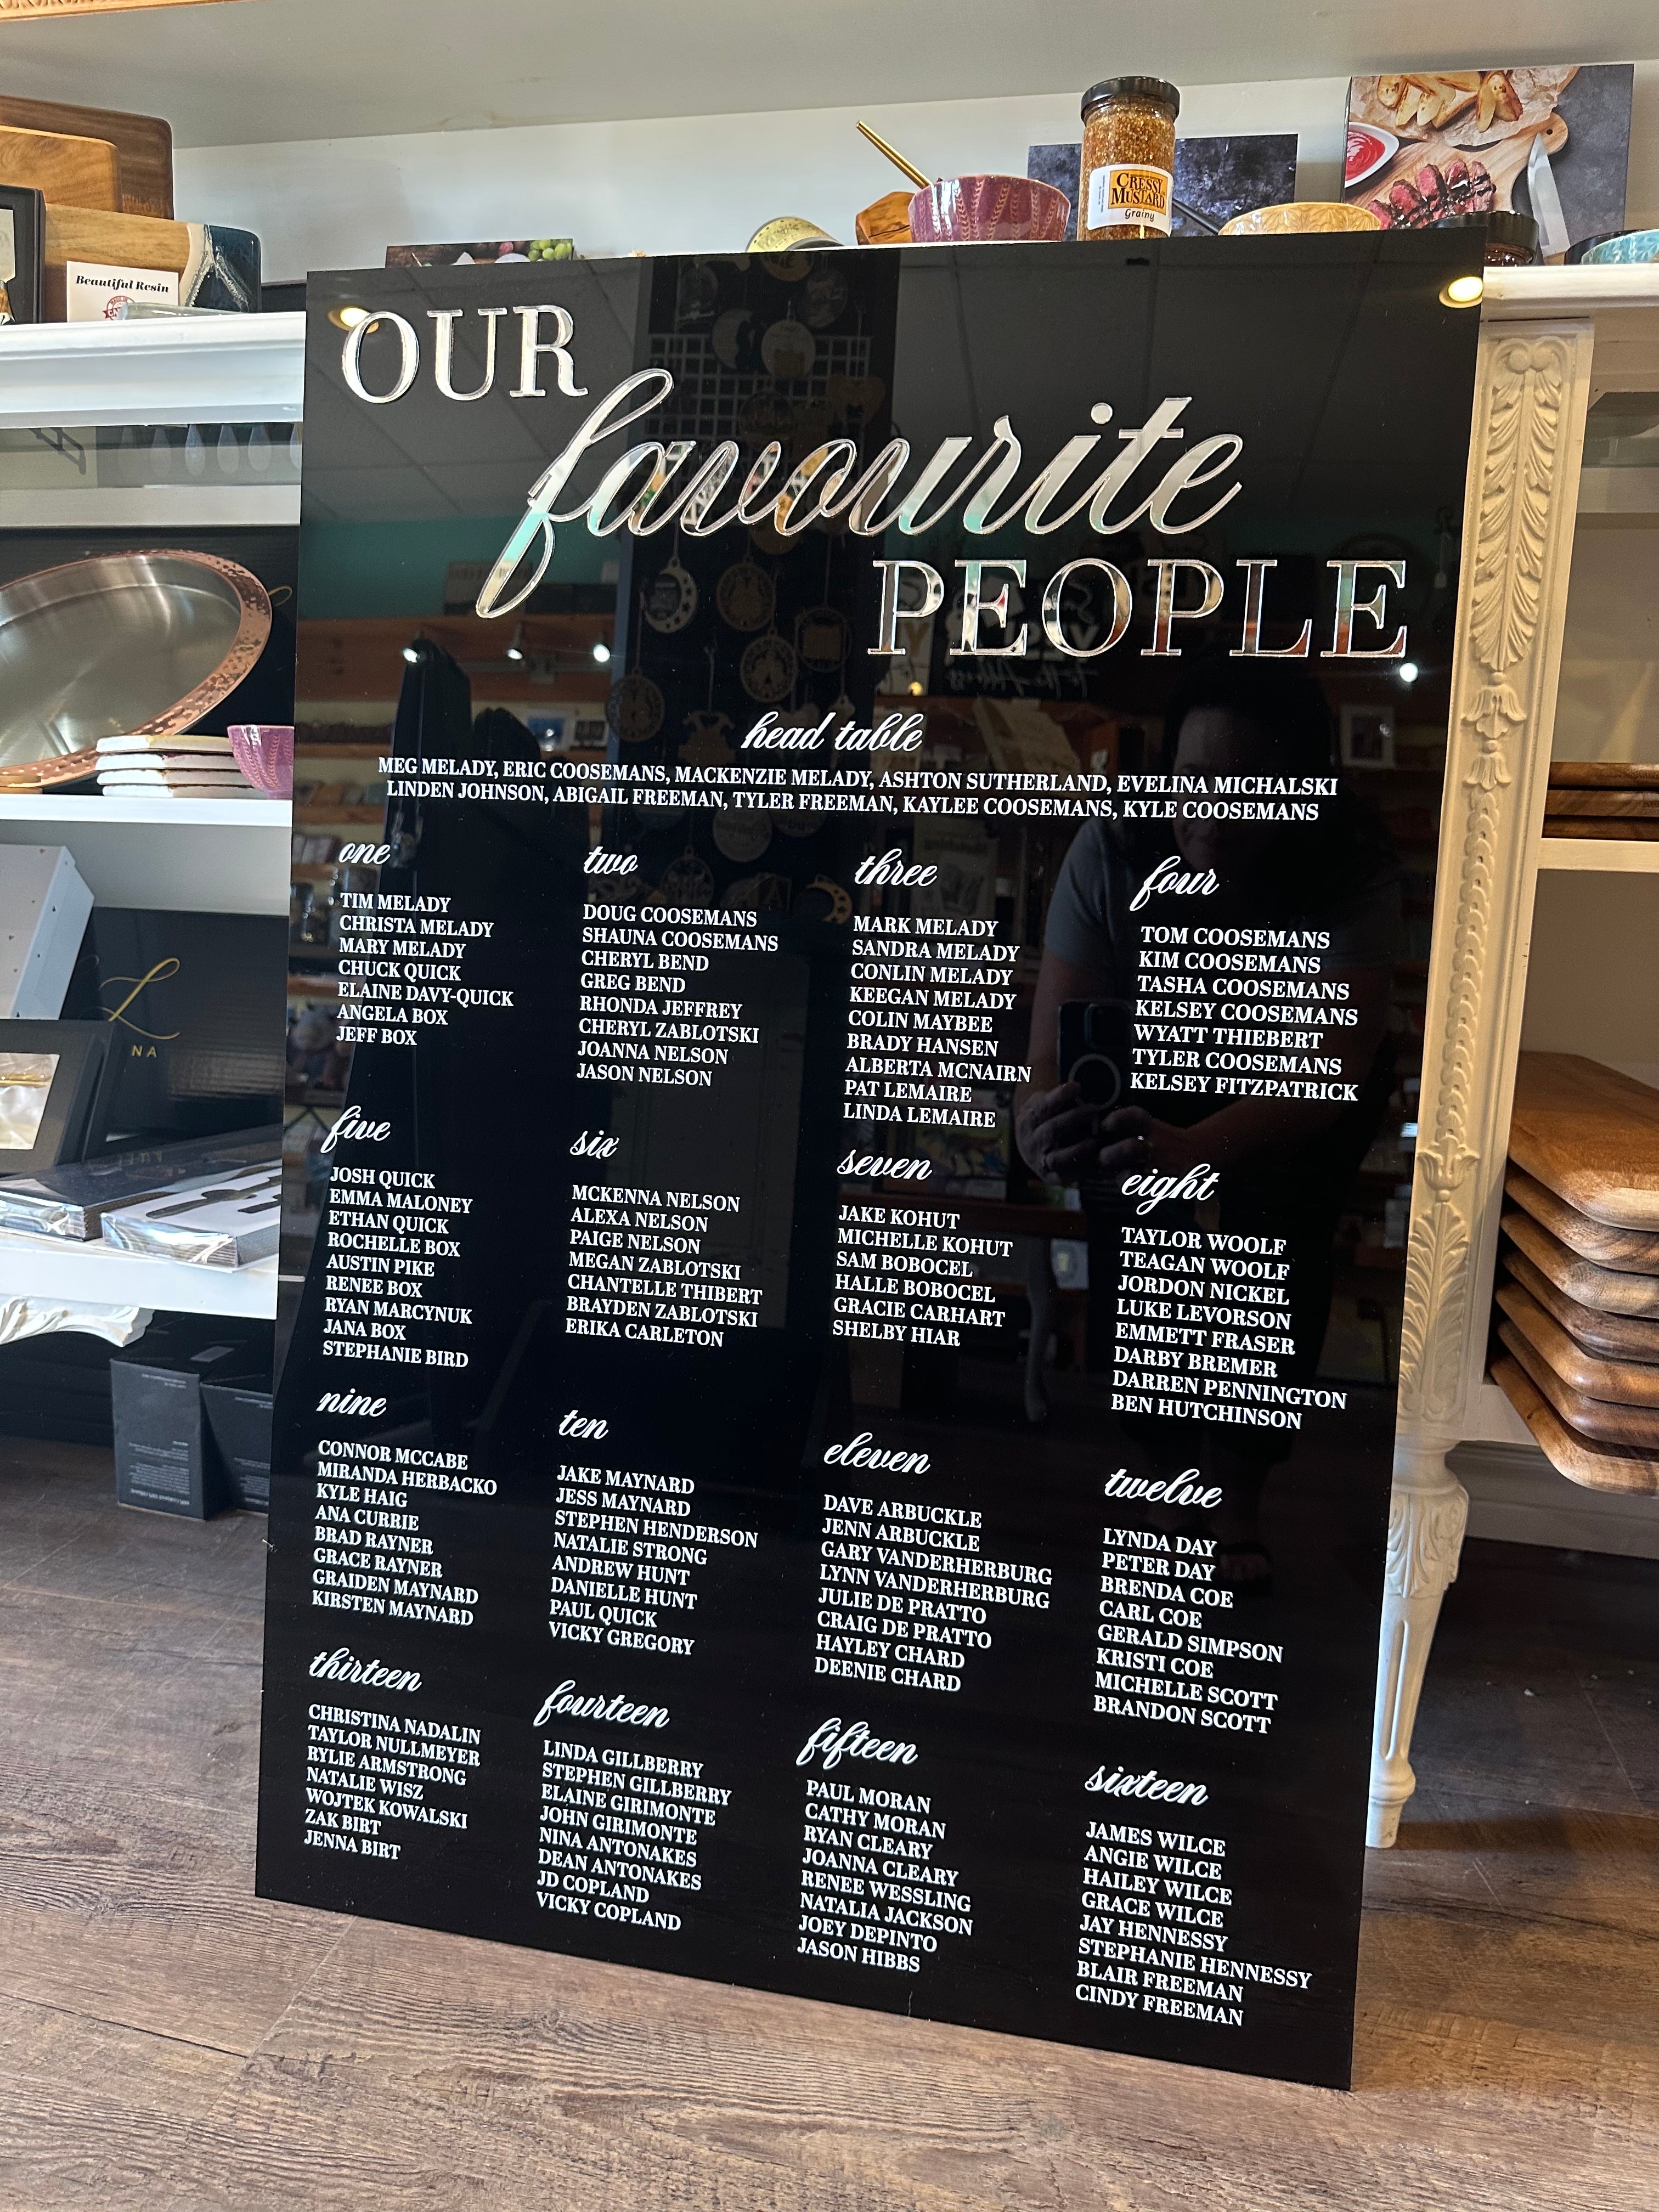 CRESSY
MUSTARD
Grainy
Beautiful Resin
OUR
favourite
PEOPLE
head table
MEG MELADY, ERIC COOSEMANS, MACKENZIE MELADY, ASHTON SUTHERLAND, EVELINA MICHALSKI
LINDEN JOHNSON, ABIGAIL FREEMAN, TYLER FREEMAN, KAYLEE COOSEMANS, KYLE COOSEMANS
one
TIM MELADY
CHRISTA MELADY
MARY MELADY
CHUCK QUICK
ELAINE DAVY-QUICK
ANGELA BOX
JEFF BOX
two
DOUG COOSEMANS
SHAUNA COOSEMANS
CHERYL BEND
GREG BEND
RHONDA JEFFREY
CHERYL ZABLOTSKI
JOANNA NELSON
JASON NELSON
three
MARK MELADY
SANDRA MELADY
CONLIN MELADY
KEEGAN MELADY
COLIN MAYBEE
BRADY HANSEN
ALBERTA MCNAIRN
PAT LEMAIRE
LINDA LEMAIRE
four
TOM COOSEMANS
KIM COOSEMANS
TASHA COOSEMANS
KELSEY COOSEMANS
WYATT THIEBERT
TYLER COOSEMANS
KELSEY FITZPATRICK
five
JOSH QUICK
EMMA MALONEY
ETHAN QUICK
ROCHELLE BOX
AUSTIN PIKE
RENEE BOX
RYAN MARCYNUK
JANA BOX
STEPHANIE BIRD
six
MCKENNA NELSON
ALEXA NELSON
PAIGE NELSON
MEGAN ZABLOTSKI
CHANTELLE THIBERT
BRAYDEN ZABLOTSKI
ERIKA CARLETON
seven
JAKE KOHUT
MICHELLE KOHUT
SAM BOBOCEL
HALLE BOBOCEL
GRACIE CARHART
SHELBY HIAR
eight
TAYLOR WOOLF
TEAGAN WOOLF
JORDON NICKEL
LUKE LEVORSON
EMMETT FRASER
DARBY BREMER
DARREN PENNINGTON
BEN HUTCHINSON
nine
CONNOR MCCABE
MIRANDA HERBACKO
KYLE HAIG
ANA CURRIE
BRAD RAYNER
GRACE RAYNER
GRAIDEN MAYNARD
KIRSTEN MAYNARD
ten
JAKE MAYNARD
JESS MAYNARD
STEPHEN HENDERSON
NATALIE STRONG
ANDREW HUNT
DANIELLE HUNT
PAUL QUICK
VICKY GREGORY
eleven
DAVE ARBUCKLE
JENN ARBUCKLE
GARY VANDERHERBURG
LYNN VANDERHERBURG
JULIE DE PRATTO
CRAIG DE PRATTO
HAYLEY CHARD
DEENIE CHARD
twelve
LYNDA DAY
PETER DAY
BRENDA COE
CARL COE
GERALD SIMPSON
KRISTI COE
MICHELLE SCOTT
BRANDON SCOTT
thirteen
CHRISTINA NADALIN
TAYLOR NULLMEYER
RYLIE ARMSTRONG
NATALIE WISZ
WOJTEK KOWALSKI
ZAK BIRT
JENNA BIRT
fourteen
LINDA GILLBERRY
STEPHEN GILLBERRY
ELAINE GIRIMONTE
JOHN GIRIMONTE
NINA ANTONAKES
DEAN ANTONAKES
JD COPLAND
VICKY COPLAND
fifteen
PAUL MORAN
CATHY MORAN
RYAN CLEARY
JOANNA CLEARY
RENEE WESSLING
NATALIA JACKSON
JOEY DEPINTO
JASON HIBBS
sixteen
JAMES WILCE
ANGIE WILCE
HAILEY WILCE
GRACE WILCE
JAY HENNESSY
STEPHANIE HENNESSY
BLAIR FREEMAN
CINDY FREEMAN
L
NA